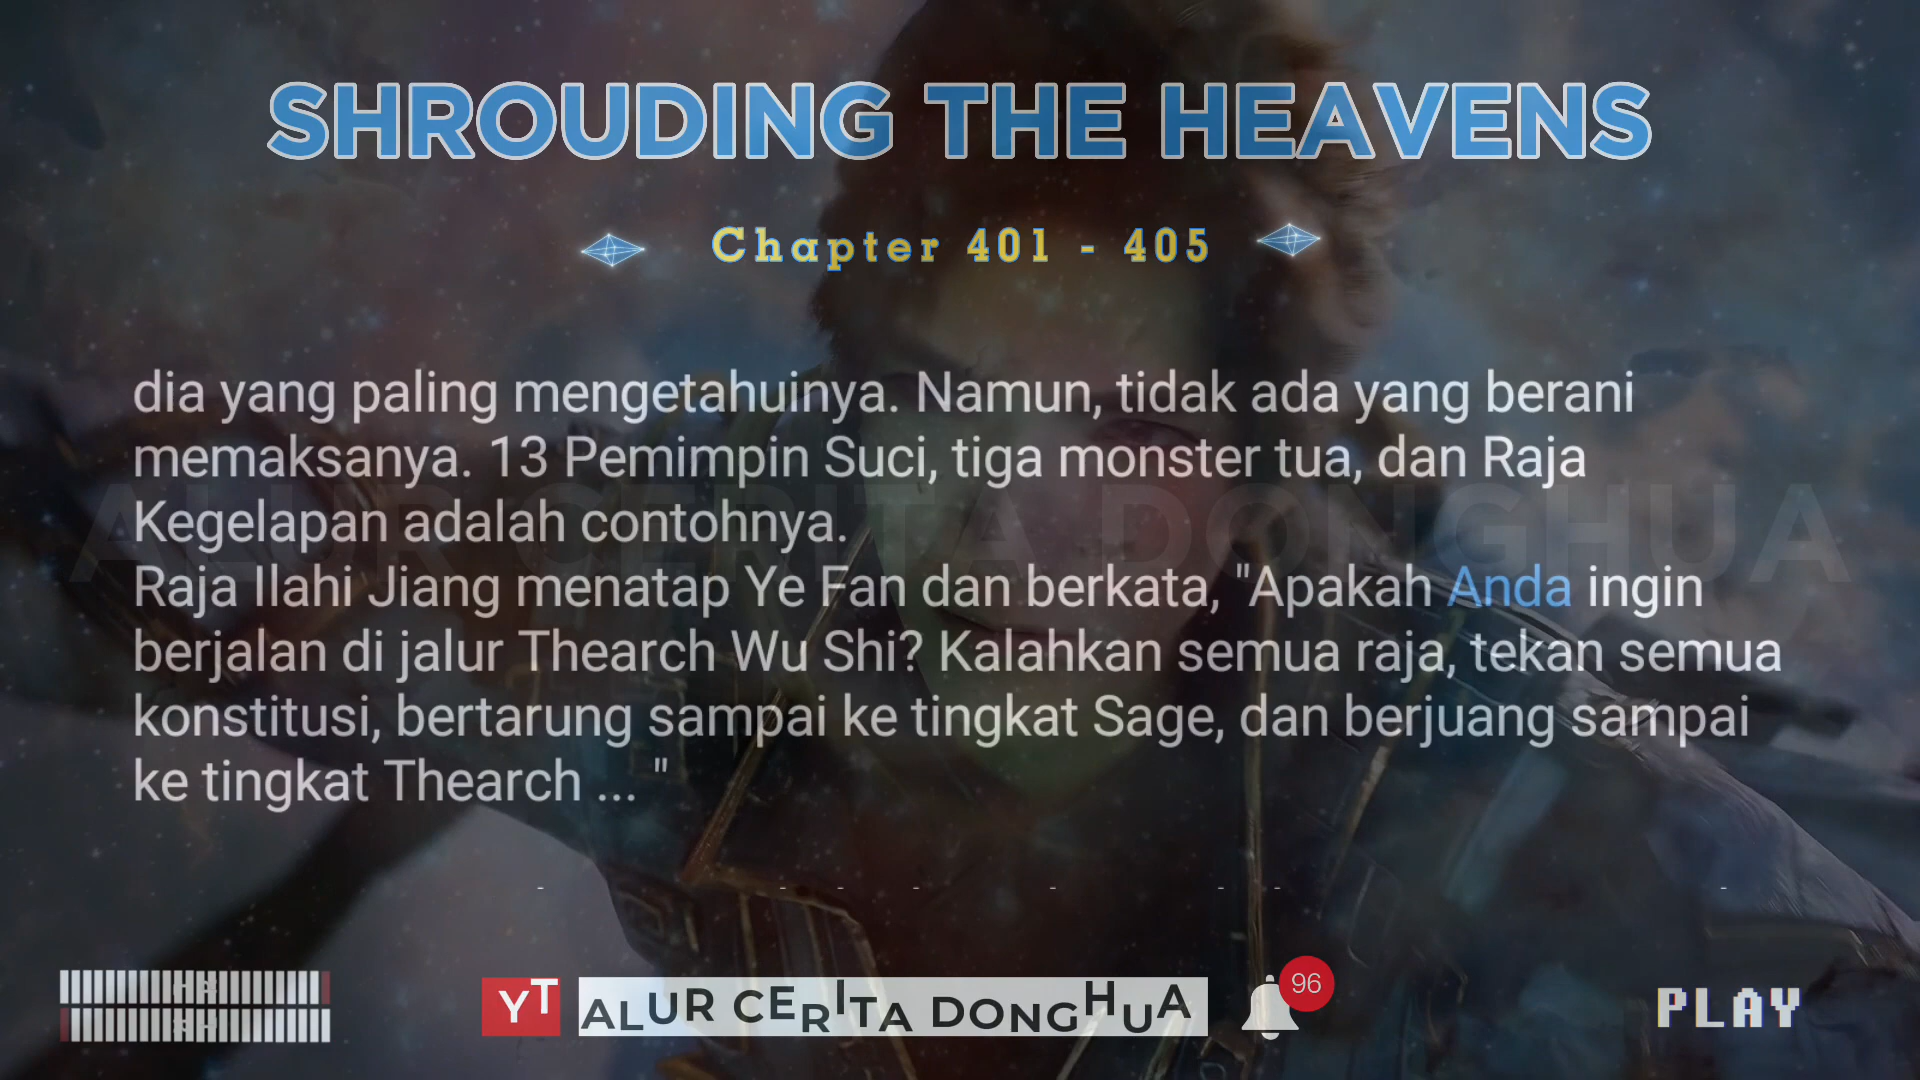 SHROUDING THE HEAVENS
Chapter 401 - 405
dia yang paling mengetahuinya. Namun, tidak ada yang berani
memaksanya. 13 Pemimpin Suci, tiga monster tua, dan Raja
Kegelapan adalah contohnya.
Raja Ilahi Jiang menatap Ye Fan dan berkata, "Apakah Anda ingin
berjalan di jalur Thearch Wu Shi? Kalahkan semua raja, tekan semua
konstitusi, bertarung sampai ke tingkat Sage, dan berjuang sampai
ke tingkat Thearch ... "
ALUR CERITA DONGHUA
YT ALUR CERITA DONGHUA
96
PLAY